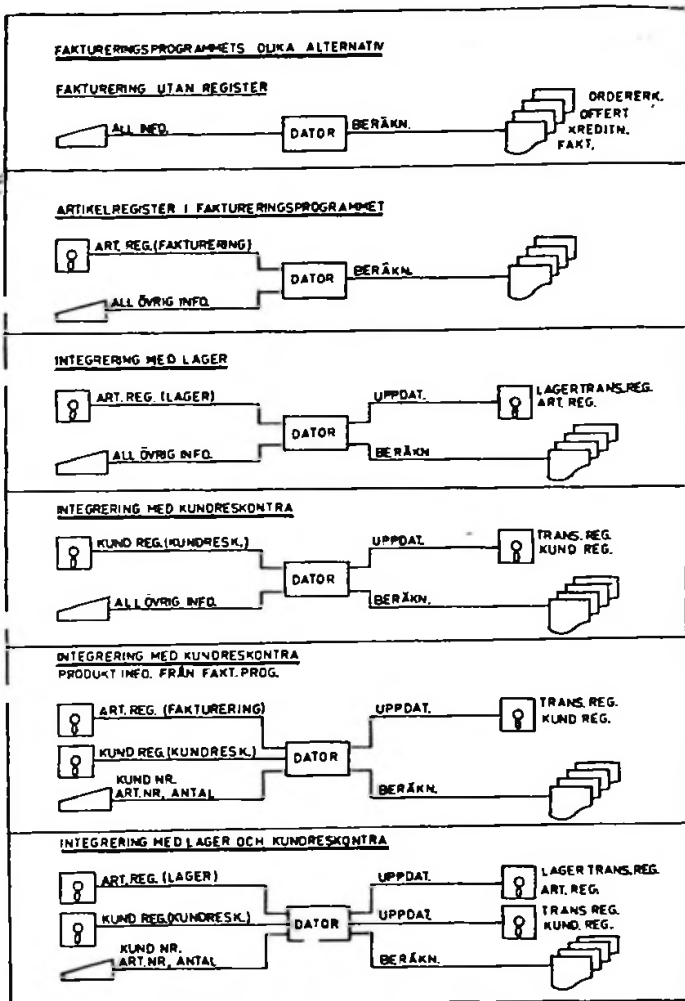 FAKTURERINGSPROGRAMMETS OLIKA ALTERNATIV
FAKTURERING UTAN REGISTER
ALL INFO.
DATOR
BERÄKN.
ORDERERK.
OFFERT
KREDITN.
FAKT.
ARTIKELREGISTER I FAKTURERINGSPROGRAMMET
ART. REG. (FAKTURERING)
DATOR
BERÄKN.
ALL ÖVRIG INFO.
INTEGRERING MED LAGER
ART. REG. (LAGER)
UPPDAT.
LAGERTRANS.REG.
ART. REG.
DATOR
ALL ÖVRIG INFO.
BERÄKN
INTEGRERING MED KUNDRESKONTRA
KUND REG. (KUNDRESK.)
UPPDAT.
TRANS. REG.
KUND REG.
DATOR
ALL ÖVRIG INFO.
BERÄKN.
INTEGRERING MED KUNDRESKONTRA
PRODUKT INFO. FRÅN FAKT. PROG.
ART. REG. (FAKTURERING)
UPPDAT.
TRANS. REG.
KUND REG.
KUND REG. (KUNDRESK.)
DATOR
KUND NR.
ART. NR, ANTAL
BERÄKN.
INTEGRERING MED LAGER OCH KUNDRESKONTRA
ART. REG. (LAGER)
UPPDAT.
LAGER TRANS.REG.
ART. REG.
KUND REG.(KUNDRESK.)
DATOR
UPPDAT.
TRANS REG.
KUND. REG.
KUND NR.
ART. NR, ANTAL
BERÄKN.